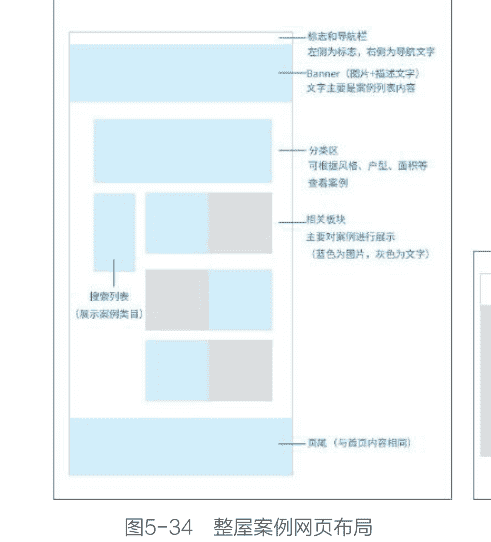 标志和导航栏
左侧为标志，右侧为导航文字
Banner（图片+描述文字）
文字主要是案例列表内容
分类区
可根据风格、户型、面积等
查看案例
相关板块
主要对案例进行展示
（蓝色为图片，灰色为文字）
搜索列表
（展示案例类目）
页尾（与首页内容相同）
图5-34 整屋案例网页布局